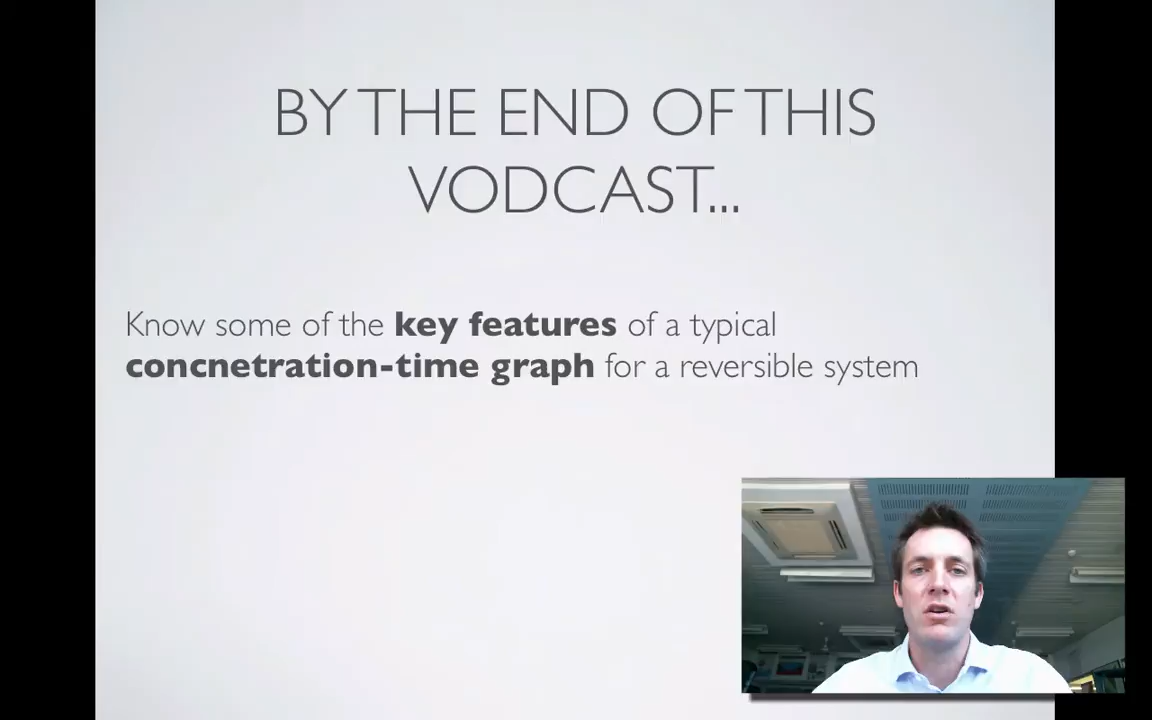 BY THE END OF THIS
VODCAST...
Know some of the key features of a typical
concnetration-time graph for a reversible system